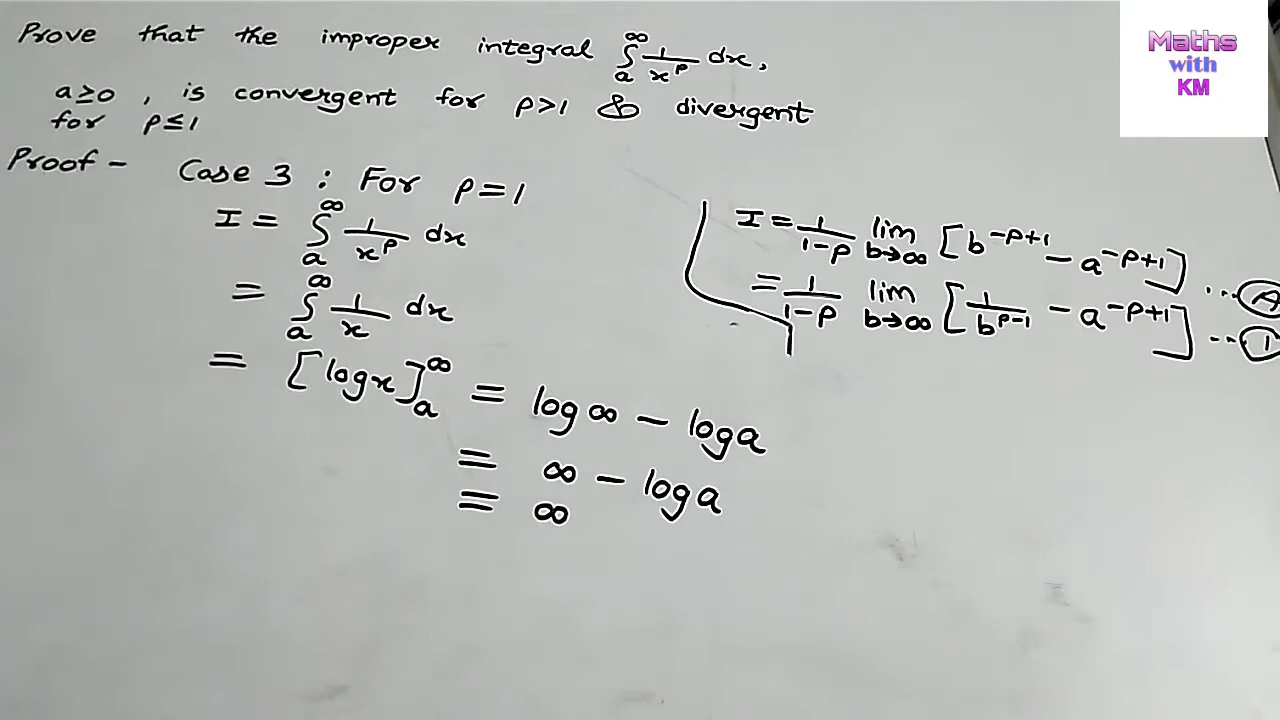 Prove that the improper integral ∫_a^∞ 1/x^p dx,
a≥0, is convergent for p>1 & divergent
for p≤1
Proof - Case 3 : For p=1
I = ∫_a^∞ 1/x^p dx
= ∫_a^∞ 1/x dx
= [log x]_a^∞ = log ∞ - log a
= ∞ - log a
= ∞
I = 1/(1-p) lim_{b→∞} [b^{-p+1} - a^{-p+1}] ... A
= 1/(1-p) lim_{b→∞} [1/b^{p-1} - a^{-p+1}] ... 1
Maths
with
KM